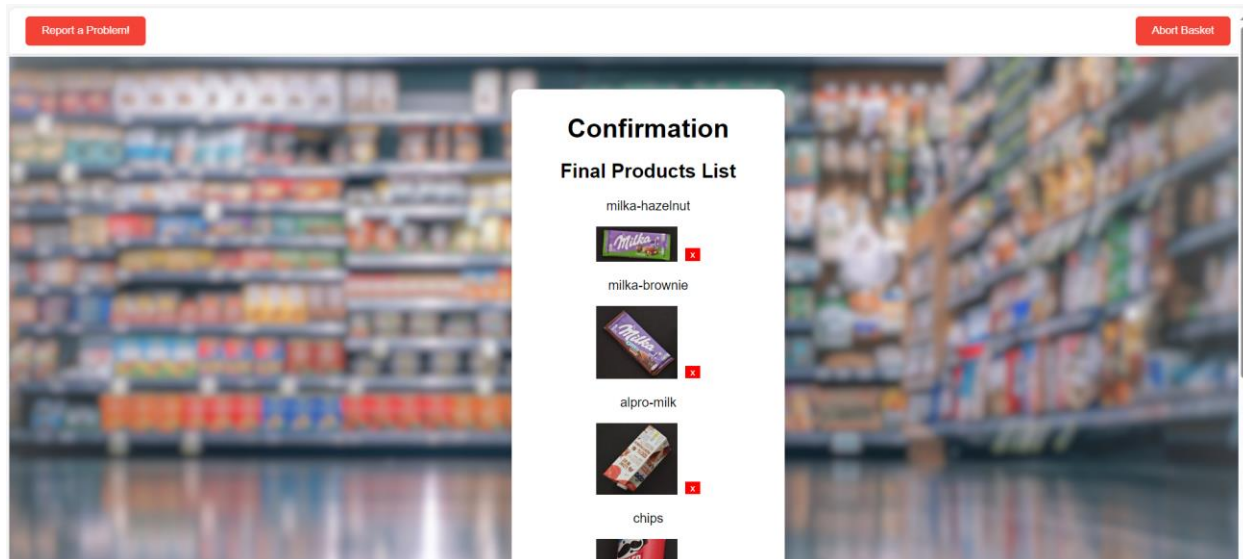 Report a Problem!
Abort Basket
Confirmation
Final Products List
milka-hazelnut
Milka
x
milka-brownie
Milka
x
alpro-milk
x
chips